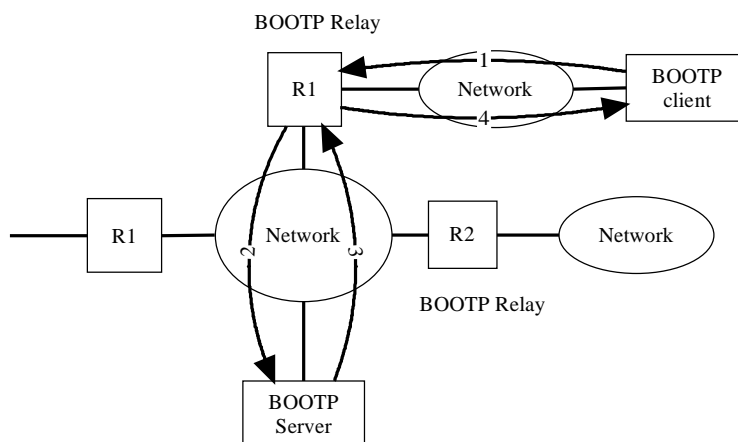 BOOTP Relay
1
R1
Network
BOOTP
client
4
R1
2
Network
3
R2
Network
BOOTP Relay
BOOTP
Server